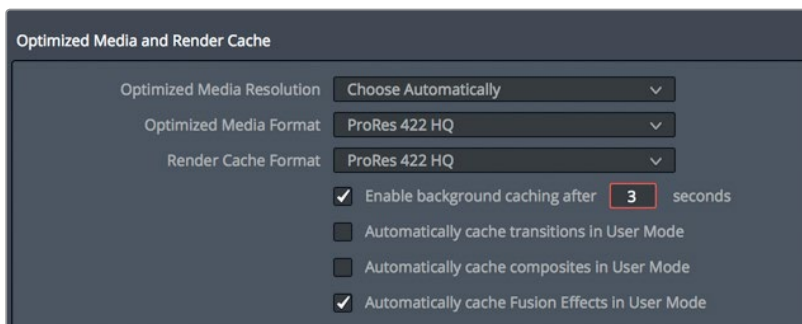 Optimized Media and Render Cache
Optimized Media Resolution Choose Automatically
Optimized Media Format ProRes 422 HQ
Render Cache Format ProRes 422 HQ
Enable background caching after 3 seconds
Automatically cache transitions in User Mode
Automatically cache composites in User Mode
Automatically cache Fusion Effects in User Mode